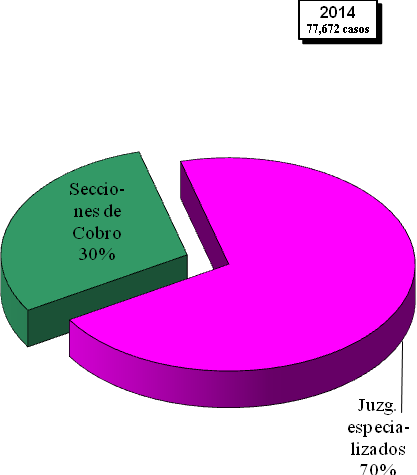 2014
77,672 casos
Seccio-
nes de
Cobro
30%
Juzg.
especia-
lizados
70%